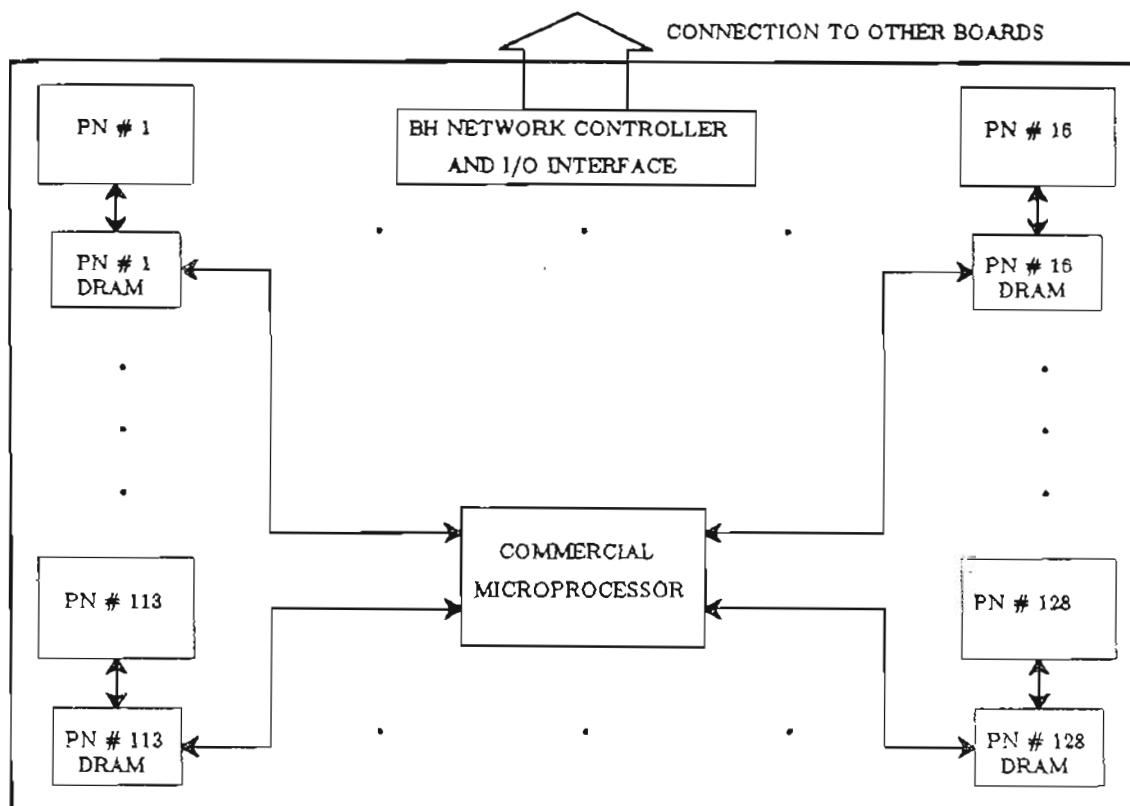 CONNECTION TO OTHER BOARDS
PN # 1
BH NETWORK CONTROLLER
AND I/O INTERFACE
PN # 16
PN # 1
DRAM
PN # 16
DRAM
COMMERCIAL
MICROPROCESSOR
PN # 113
PN # 128
PN # 113
DRAM
PN # 128
DRAM